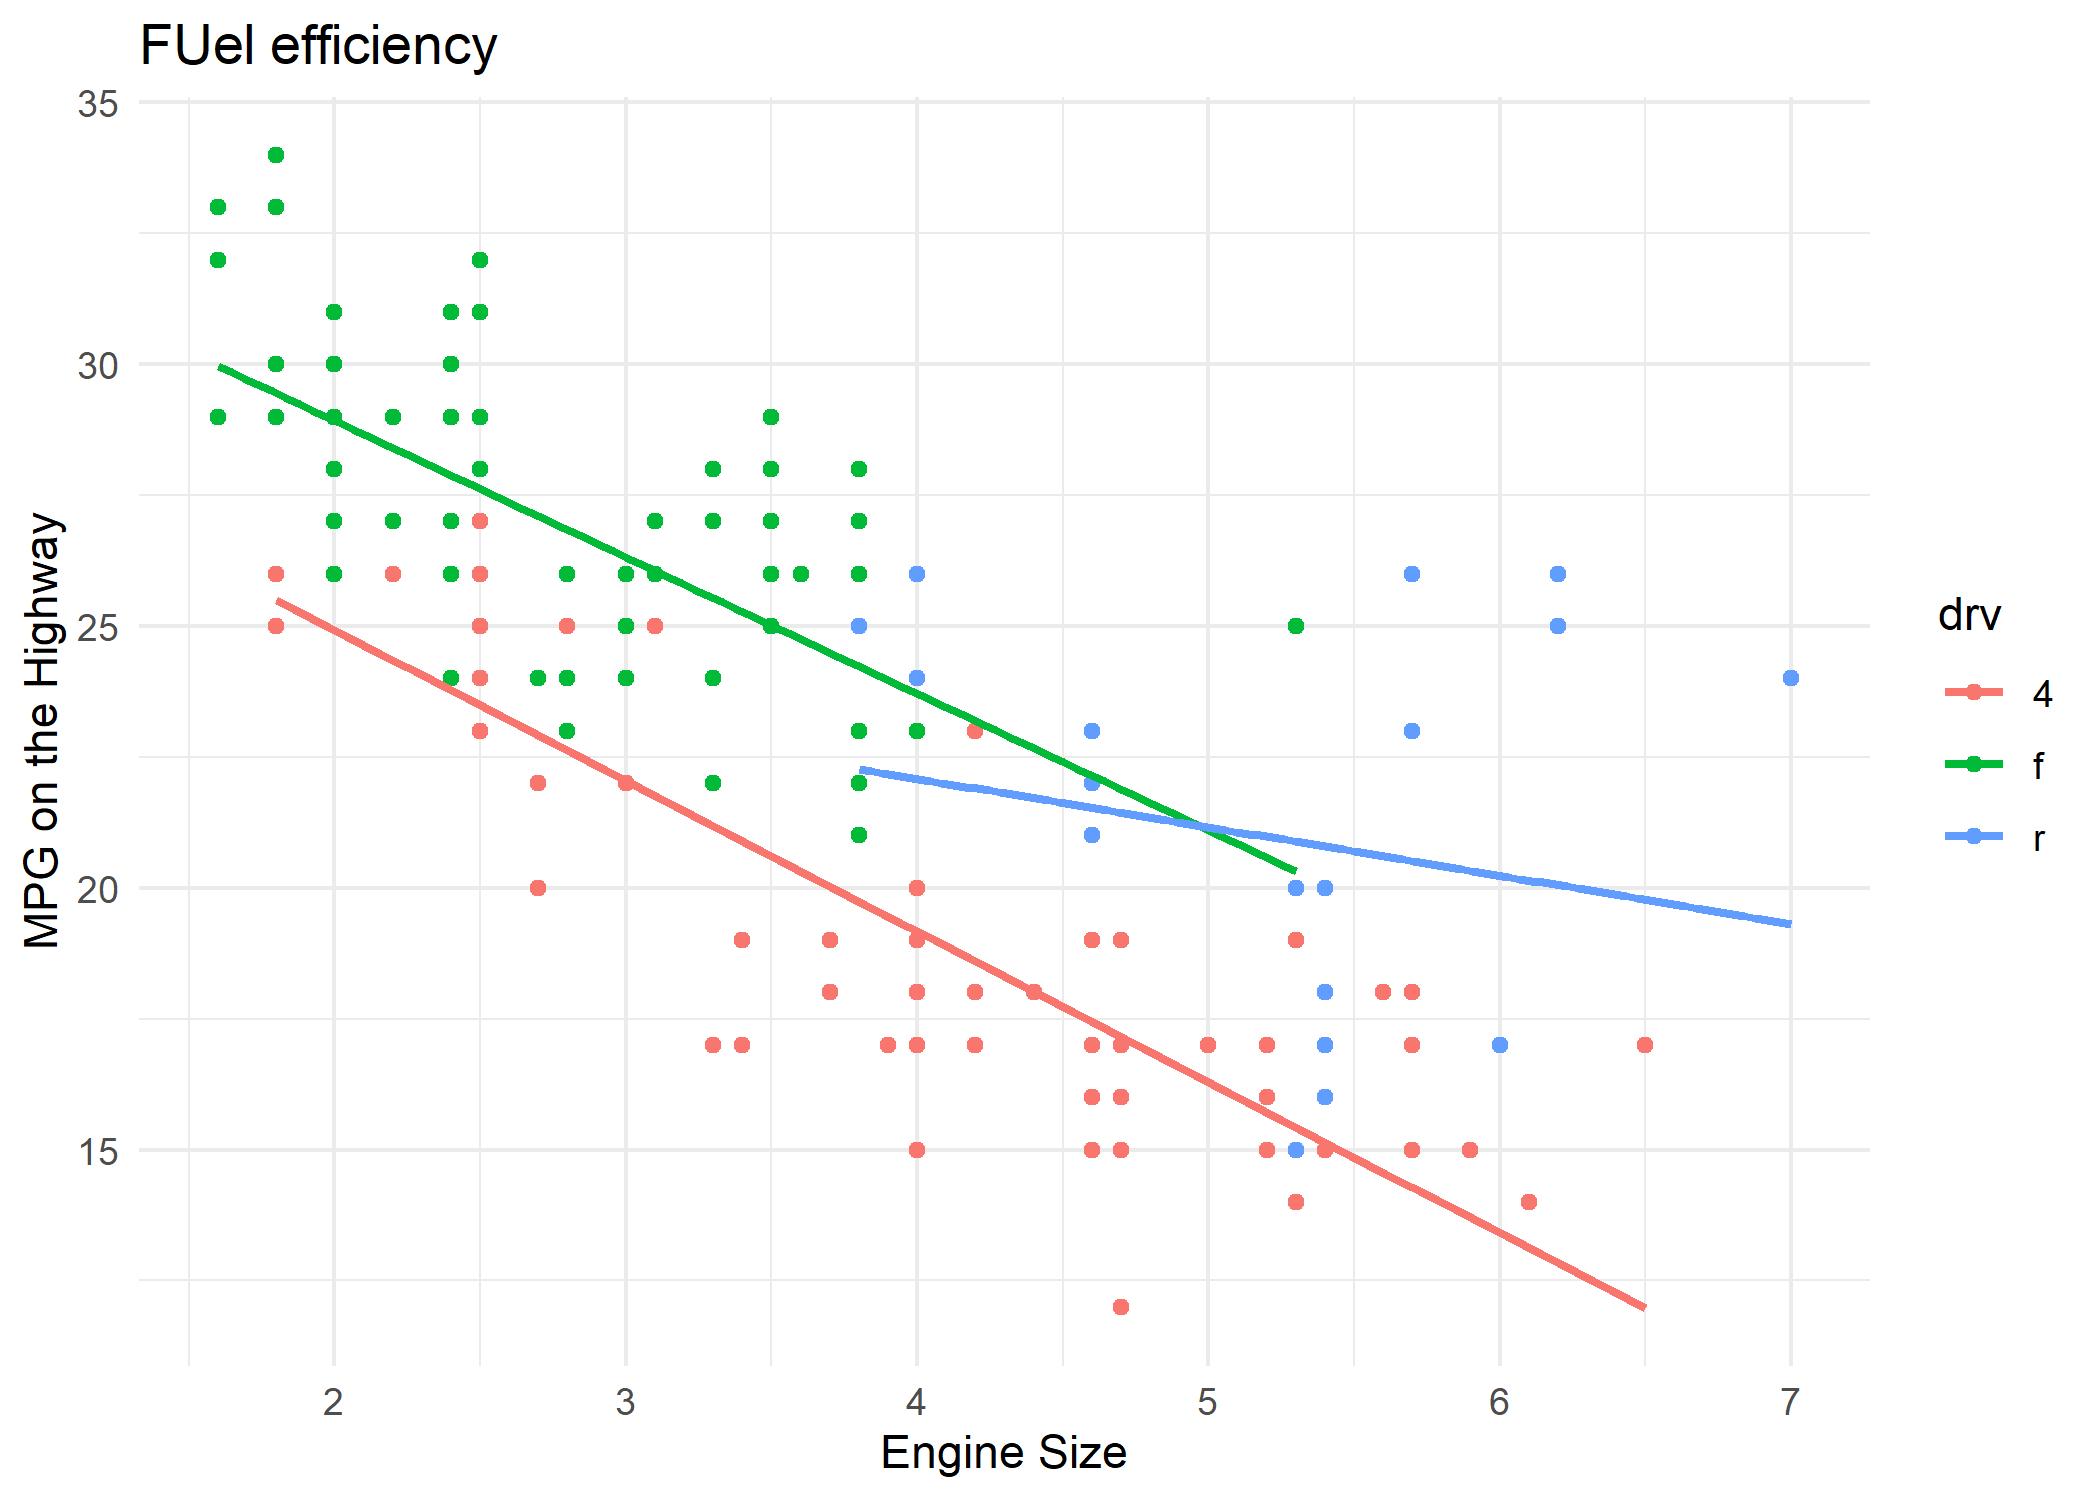 FUel efficiency
35
30
25
20
15
MPG on the Highway
2 3 4 5 6 7
Engine Size
drv
4
f
r